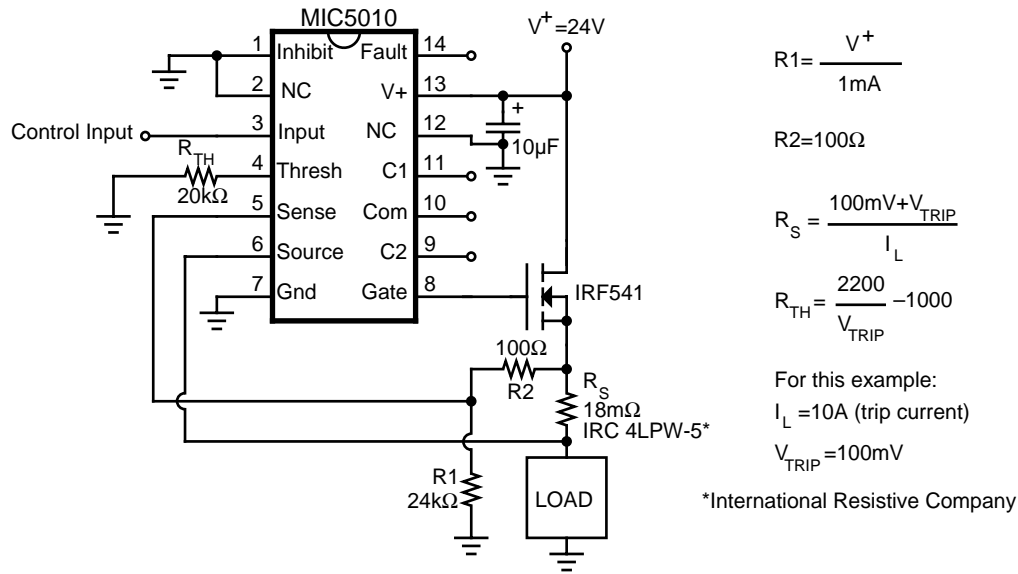 MIC5010
V+ =24V
1 Inhibit Fault 14
2 NC V+ 13
Control Input 3 Input NC 12
+
10µF
RTH
20kΩ
4 Thresh C1 11
5 Sense Com 10
6 Source C2 9
7 Gnd Gate 8
IRF541
100Ω
R2
RS
18mΩ
IRC 4LPW-5*
R1
24kΩ
LOAD
R1= V+ / 1mA
R2=100Ω
RS = 100mV+VTRIP / IL
RTH= 2200 / VTRIP –1000
For this example:
IL =10A (trip current)
VTRIP =100mV
*International Resistive Company